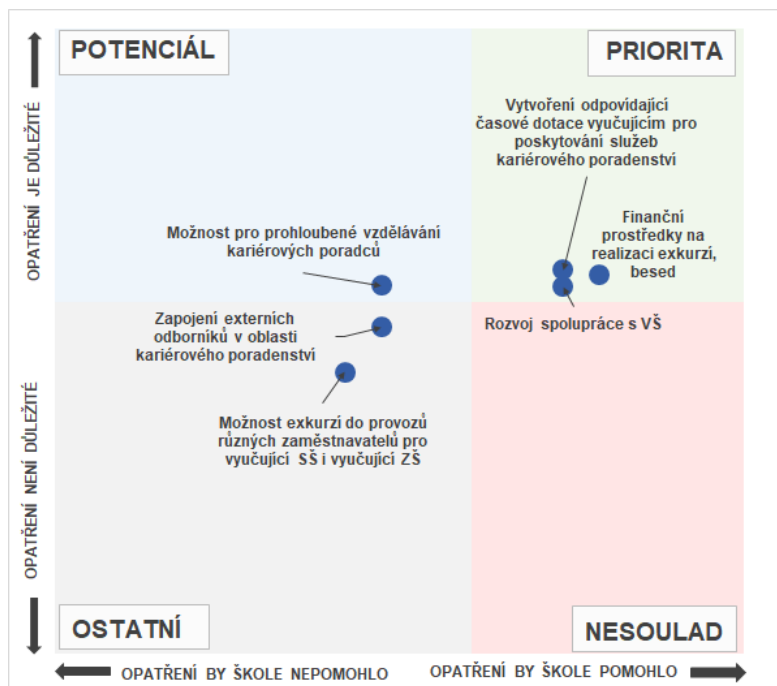 POTENCIÁL
PRIORITA
Vytvoření odpovídající
časové dotace vyučujícím pro
poskytování služeb
kariérového poradenství
Finanční
prostředky na
realizaci exkurzí,
besed
Možnost pro prohloubené vzdělávání
kariérových poradců
Zapojení externích
odborníků v oblasti
kariérového poradenství
Rozvoj spolupráce s VŠ
Možnost exkurzí do provozů
různých zaměstnavatelů pro
vyučující SŠ i vyučující ZŠ
OPATŘENÍ JE DŮLEŽITÉ
OPATŘENÍ NENÍ DŮLEŽITÉ
OSTATNÍ
NESOULAD
OPATŘENÍ BY ŠKOLE NEPOMOHLO
OPATŘENÍ BY ŠKOLE POMOHLO